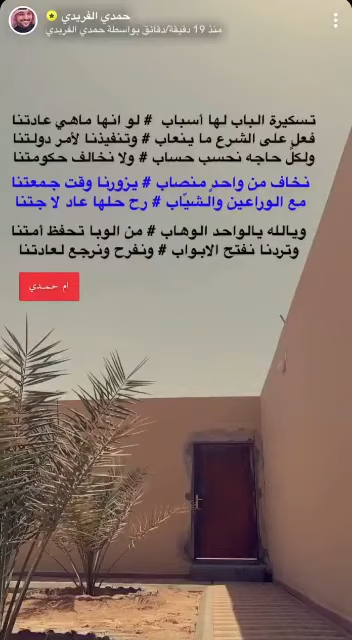 حمدي الفريدي
منذ 19 دقيقة/دقائق بواسطة حمدي الفريدي
تسكيرة الباب لها أسباب # لو انها ماهي عادتنا
فعل على الشرع ما ينعاب # وتنفيذنا لأمر دولتنا
ولكل حاجه نحسب حساب # ولا نخالف حكومتنا
نخاف من واحدٍ منصاب # يزورنا وقت جمعتنا
مع الوراعين والشيّاب # رح حلها عاد لا جتنا
ويالله يالواحد الوهاب # من الوبا تحفظ أمتنا
وتردنا نفتح الابواب # ونفرح ونرجع لعادتنا
ام حمدي